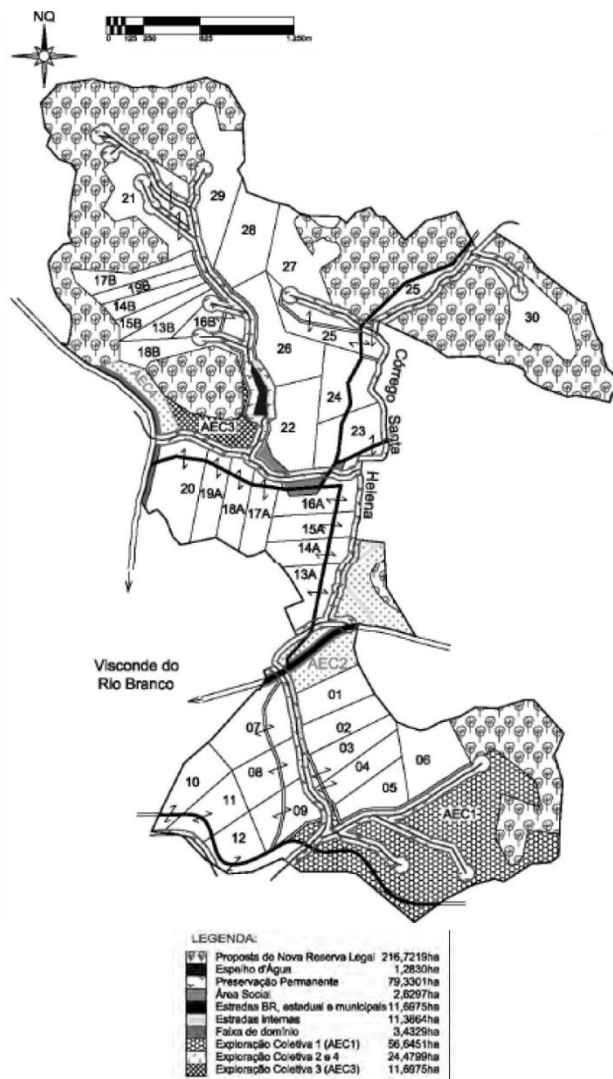 NQ
0 125 250 625 1.250m
21
29
28
27
25
30
17B
19B
14B
15B
13B
16B
18B
26
25
24
22
23
AEC3
Córrego Santa Helena
20
19A
18A
17A
16A
15A
14A
13A
Visconde do
Rio Branco
AEC2
01
02
03
04
05
06
07
08
09
10
11
12
AEC1
LEGENDA:
Proposta de Nova Reserva Legal 216,7219ha
Espelho d'Água 1,2830ha
Preservação Permanente 79,3301ha
Área Social 2,6297ha
Estradas BR, estadual e municipais 11,6975ha
Estradas internas 11,3864ha
Faixa de domínio 3,4329ha
Exploração Coletiva 1 (AEC1) 56,6451ha
Exploração Coletiva 2 e 4 24,4799ha
Exploração Coletiva 3 (AEC3) 11,6975ha